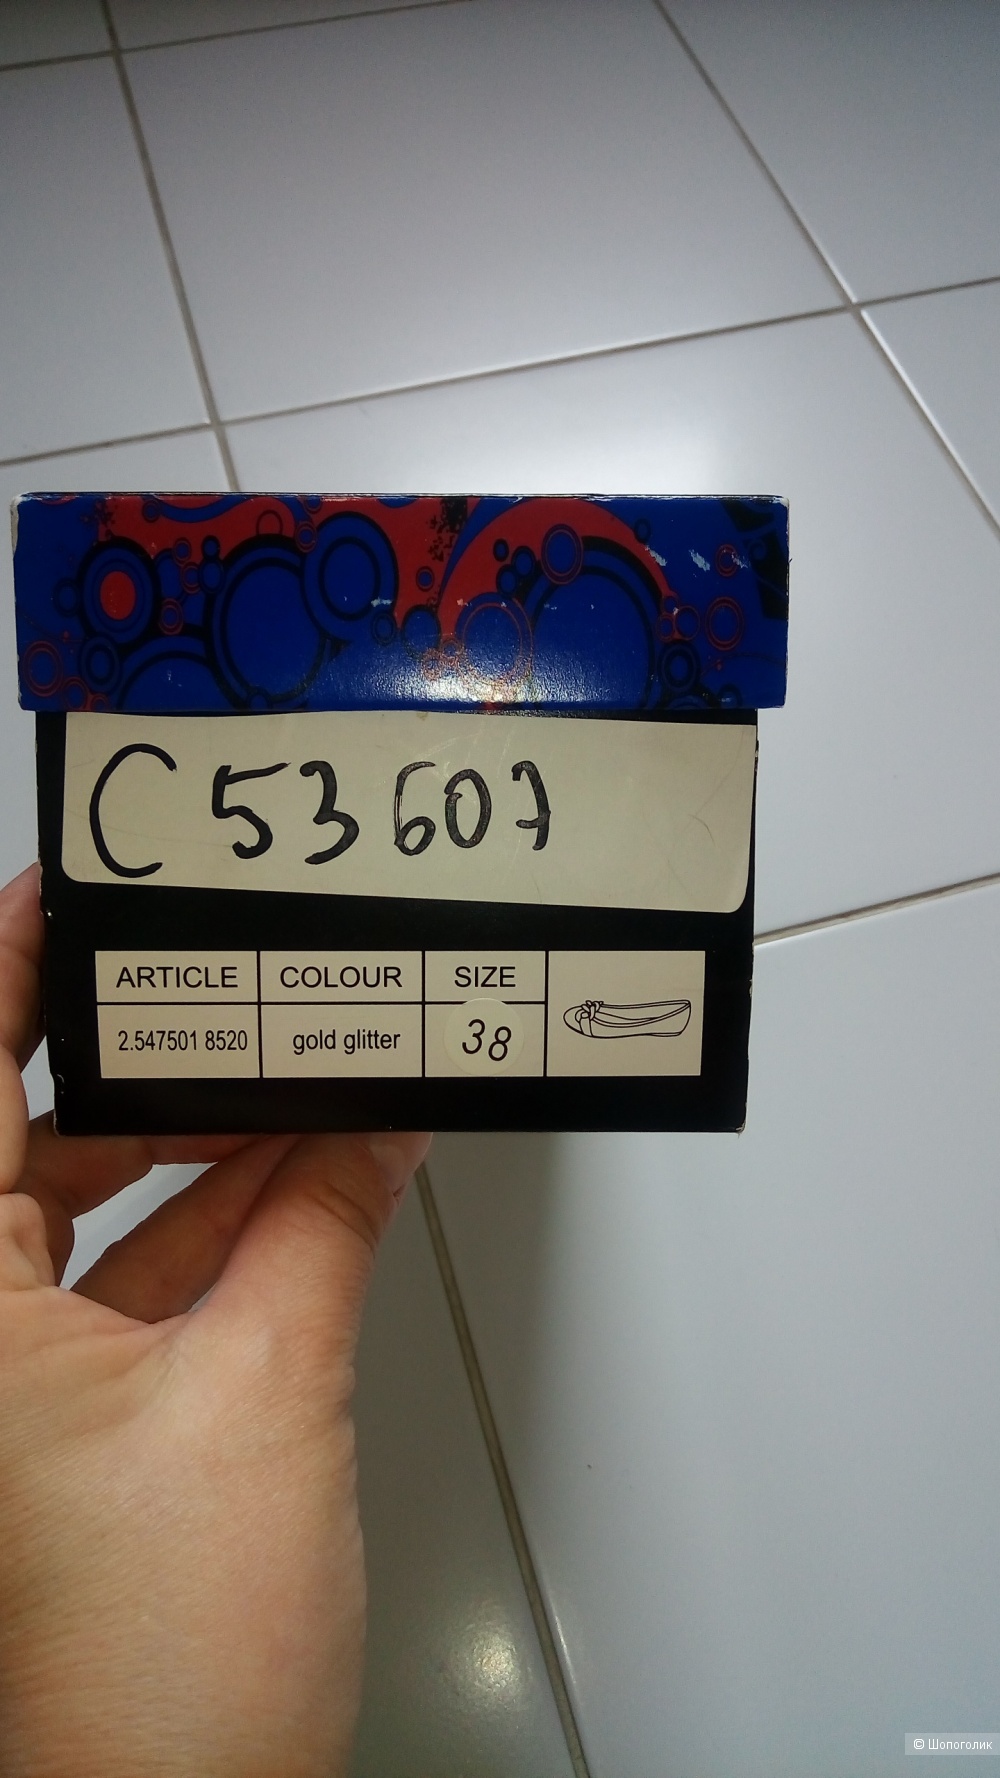 C 53607
ARTICLE COLOUR SIZE
2.547501 8520 gold glitter 38
© Шопоголик